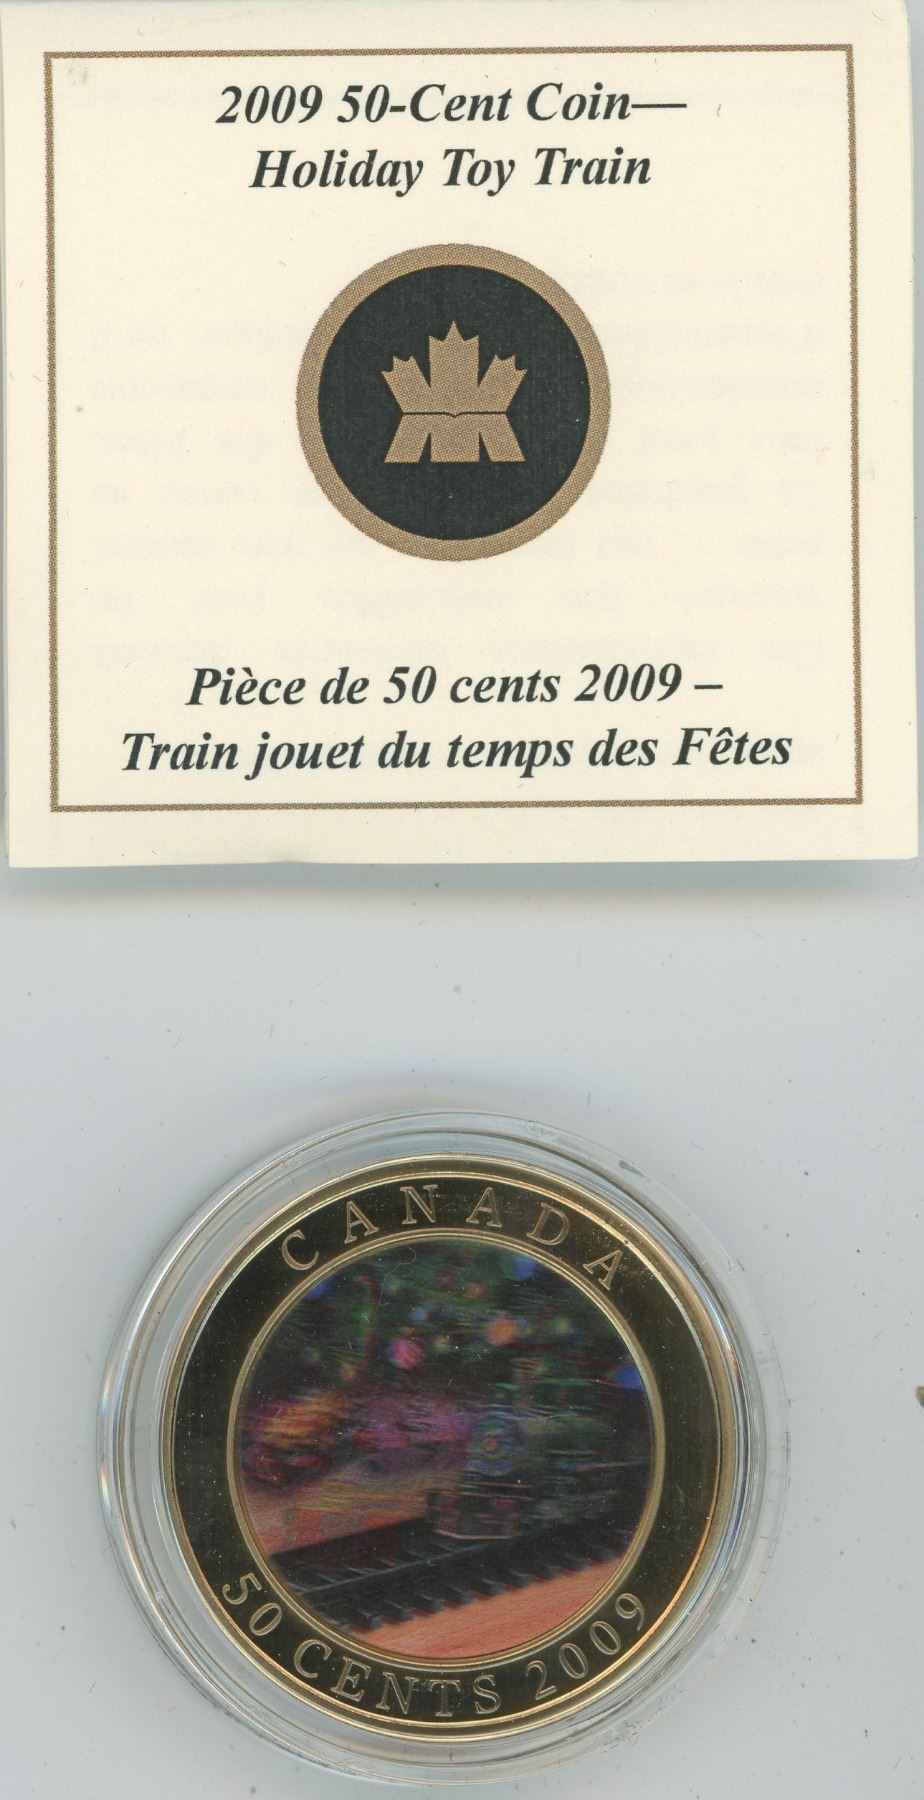 2009 50-Cent Coin—
Holiday Toy Train
Pièce de 50 cents 2009 –
Train jouet du temps des Fêtes
CANADA
50 CENTS 2009